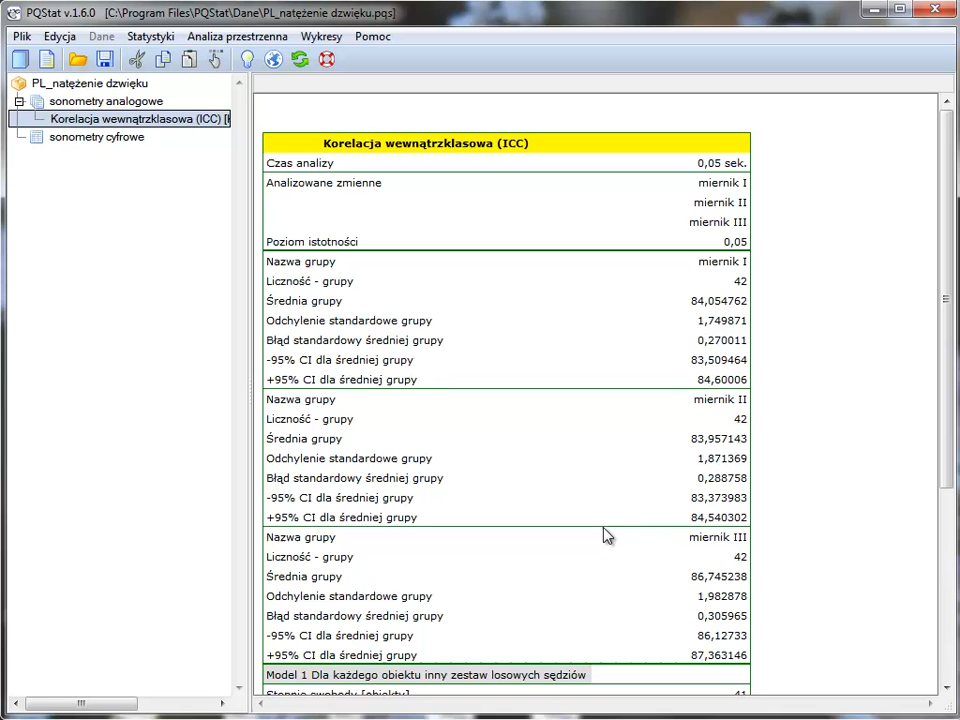 PQStat v.1.6.0 [C:\Program Files\PQStat\Dane\PL_natężenie dzwięku.pqs]
Plik Edycja Dane Statystyki Analiza przestrzenna Wykresy Pomoc
PL_natężenie dzwięku
sonometry analogowe
Korelacja wewnątrzklasowa (ICC)
sonometry cyfrowe
Korelacja wewnątrzklasowa (ICC)
Czas analizy 0,05 sek.
Analizowane zmienne miernik I
miernik II
miernik III
Poziom istotności 0,05
Nazwa grupy miernik I
Liczność - grupy 42
Średnia grupy 84,054762
Odchylenie standardowe grupy 1,749871
Błąd standardowy średniej grupy 0,270011
-95% CI dla średniej grupy 83,509464
+95% CI dla średniej grupy 84,60006
Nazwa grupy miernik II
Liczność - grupy 42
Średnia grupy 83,957143
Odchylenie standardowe grupy 1,871369
Błąd standardowy średniej grupy 0,288758
-95% CI dla średniej grupy 83,373983
+95% CI dla średniej grupy 84,540302
Nazwa grupy miernik III
Liczność - grupy 42
Średnia grupy 86,745238
Odchylenie standardowe grupy 1,982878
Błąd standardowy średniej grupy 0,305965
-95% CI dla średniej grupy 86,12733
+95% CI dla średniej grupy 87,363146
Model 1 Dla każdego obiektu inny zestaw losowych sędziów
Stopnie swobody [obiekty] 41